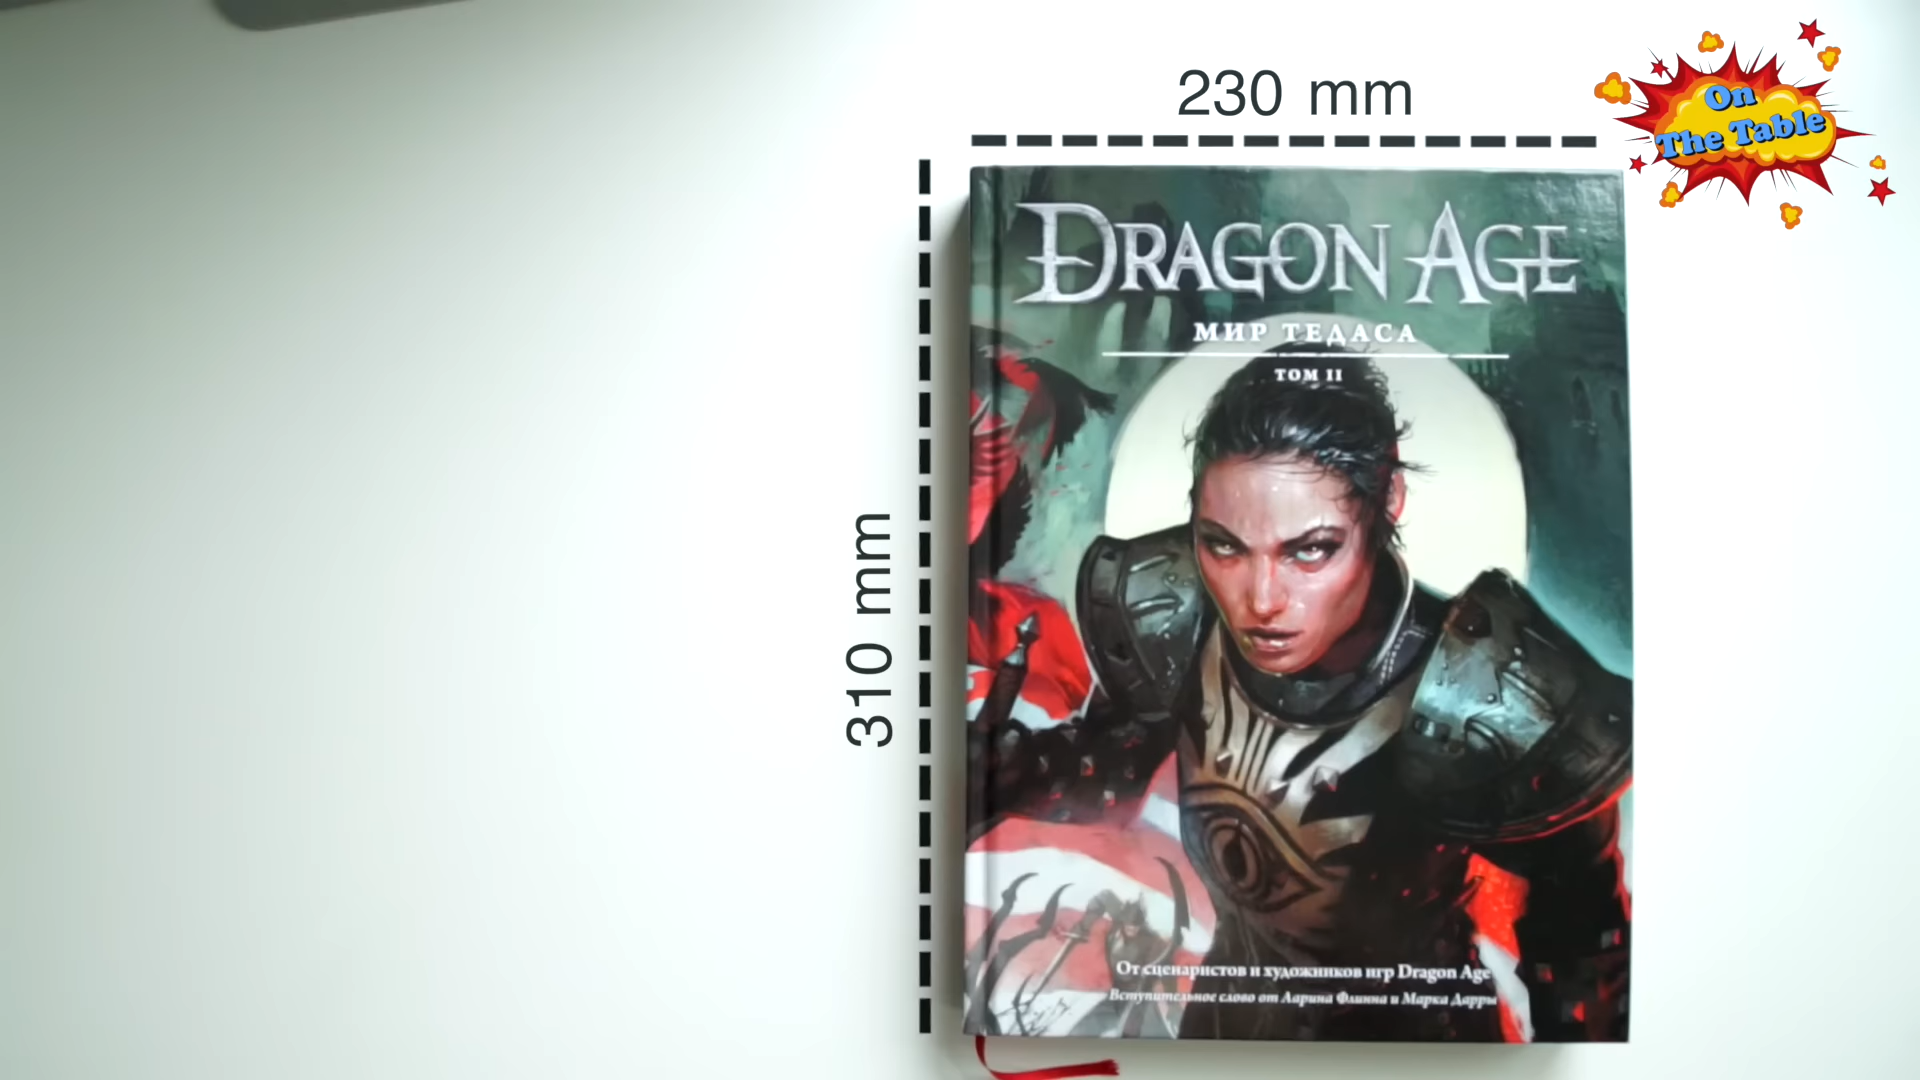 230 mm
On
The Table
310 mm
DRAGON AGE
МИР ТЕДАСА
ТОМ II
От сценаристов и художников игр Dragon Age
Вступительное слово от Аарина Флинна и Марка Дарры